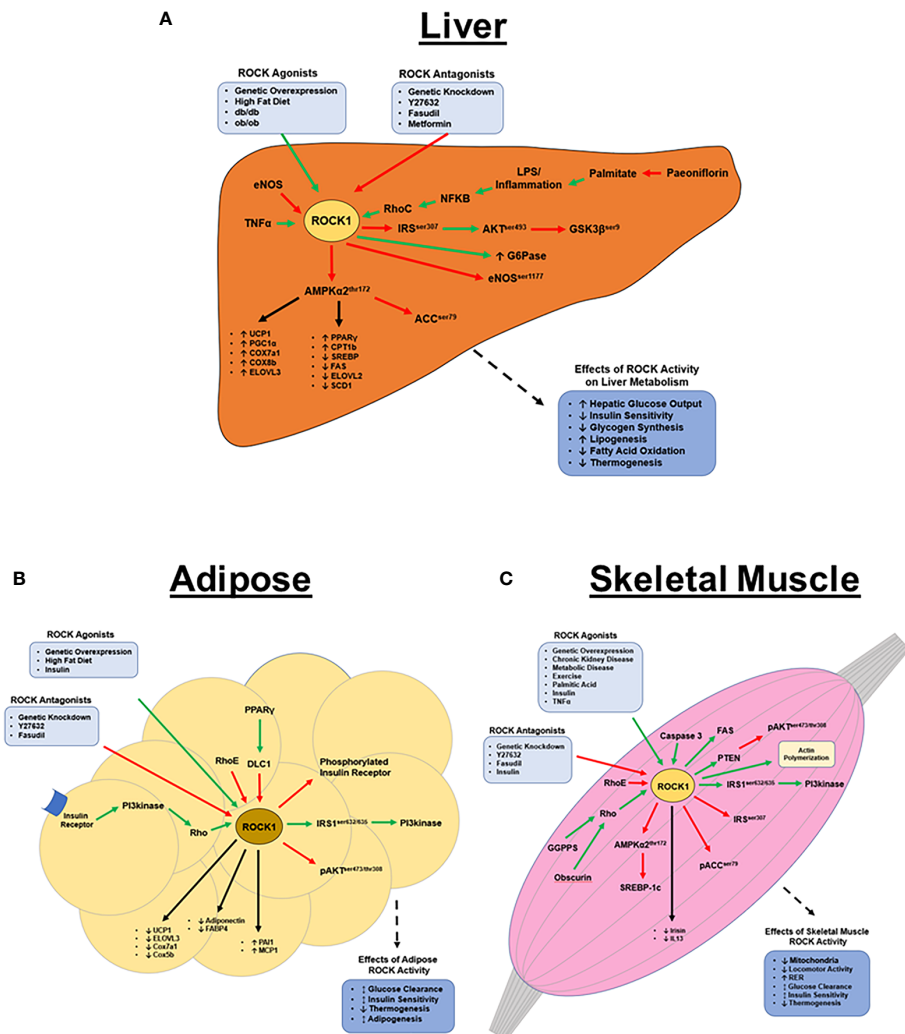 A
Liver
ROCK Agonists
• Genetic Overexpression
• High Fat Diet
• db/db
• ob/ob
ROCK Antagonists
• Genetic Knockdown
• Y27632
• Fasudil
• Metformin
eNOS
TNFα
ROCK1
RhoC
NFKB
LPS/
Inflammation
Palmitate
Paeoniflorin
IRSser307
AKTser493
GSK3βser9
↑ G6Pase
eNOSser1177
AMPKα2thr172
ACCser79
• ↑ UCP1
• ↑ PGC1α
• ↑ COX7a1
• ↑ COX8b
• ↑ ELOVL3
• ↑ PPARγ
• ↑ CPT1b
• ↓ SREBP
• ↓ FAS
• ↓ ELOVL2
• ↓ SCD1
Effects of ROCK Activity
on Liver Metabolism
• ↑ Hepatic Glucose Output
• ↓ Insulin Sensitivity
• ↓ Glycogen Synthesis
• ↑ Lipogenesis
• ↓ Fatty Acid Oxidation
• ↓ Thermogenesis
B
Adipose
ROCK Agonists
• Genetic Overexpression
• High Fat Diet
• Insulin
ROCK Antagonists
• Genetic Knockdown
• Y27632
• Fasudil
PPARγ
RhoE
DLC1
Phosphorylated
Insulin Receptor
Insulin
Receptor
PI3kinase
Rho
ROCK1
IRS1ser632/635
PI3kinase
pAKTser473/thr308
• ↓ UCP1
• ↓ ELOVL3
• ↓ Cox7a1
• ↓ Cox5b
• ↓ Adiponectin
• ↓ FABP4
• ↑ PAI1
• ↑ MCP1
Effects of Adipose
ROCK Activity
• ↕ Glucose Clearance
• ↕ Insulin Sensitivity
• ↓ Thermogenesis
• ↕ Adipogenesis
C
Skeletal Muscle
ROCK Agonists
• Genetic Overexpression
• Chronic Kidney Disease
• Metabolic Disease
• Exercise
• Palmitic Acid
• Insulin
• TNFα
ROCK Antagonists
• Genetic Knockdown
• Y27632
• Fasudil
• Insulin
Caspase 3
FAS
pAKTser473/thr308
PTEN
Actin
Polymerization
RhoE
ROCK1
IRS1ser632/635
PI3kinase
Rho
IRSser307
AMPKα2thr172
GGPPS
pACCser79
Obscurin
SREBP-1c
• ↓ Irisin
• ↓ IL13
Effects of Skeletal Muscle
ROCK Activity
• ↓ Mitochondria
• ↓ Locomotor Activity
• ↑ RER
• ↕ Glucose Clearance
• ↕ Insulin Sensitivity
• ↓ Thermogenesis